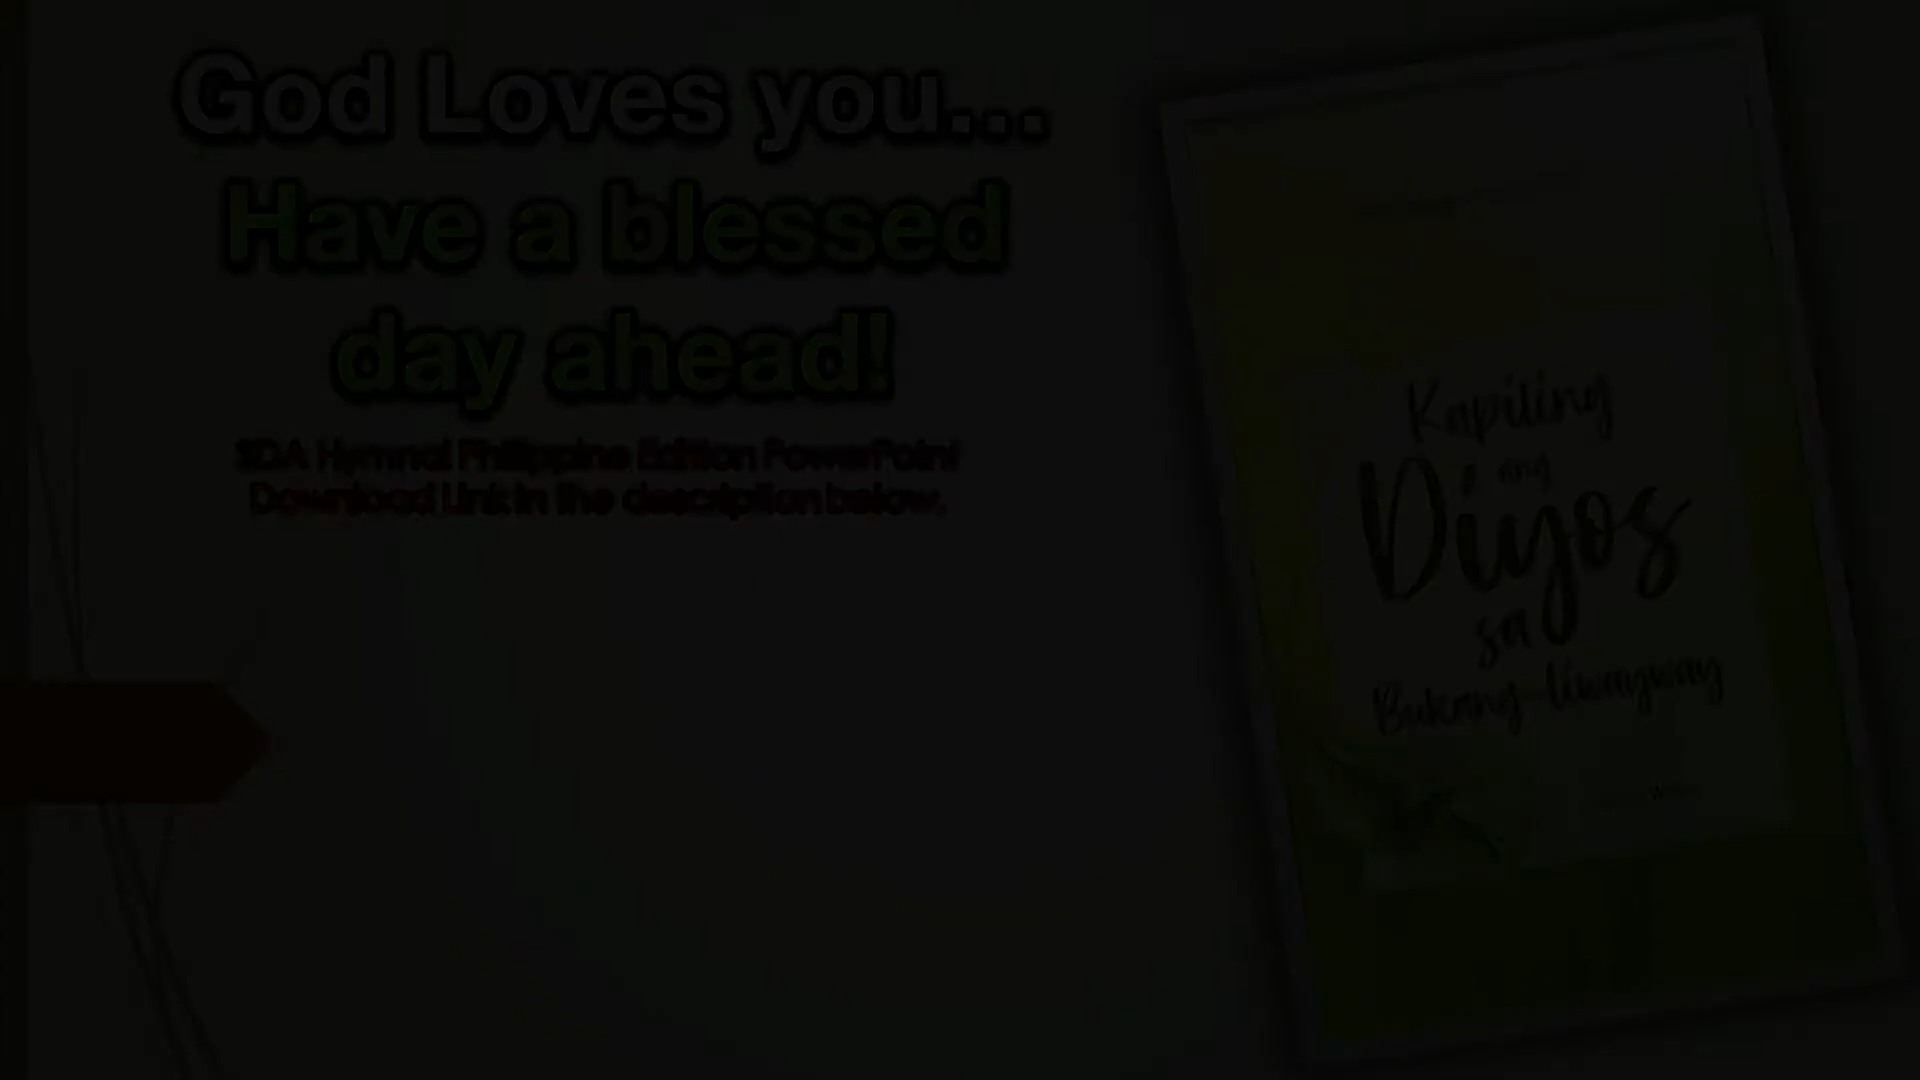 God Loves you...
Have a blessed
day ahead!
SDA Hymnal Philippine Edition PowerPoint
Download Link in the description below.
Kapiling
ang
Diyos
sa
Bukang-liwayway